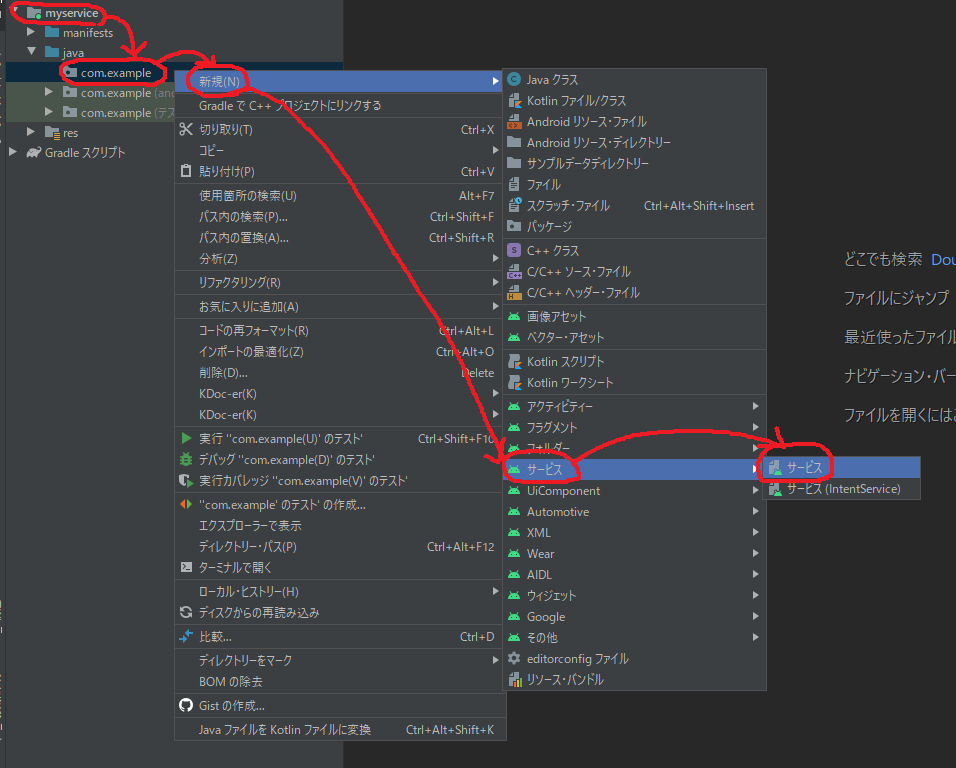 myservice
manifests
java
com.example
com.example (and
com.example (テス
res
Gradle スクリプト
新規(N)
Gradle で C++ プロジェクトにリンクする
切り取り(T) Ctrl+X
コピー
貼り付け(P) Ctrl+V
使用箇所の検索(U) Alt+F7
パス内の検索(P)... Ctrl+Shift+F
パス内の置換(A)... Ctrl+Shift+R
分析(Z)
リファクタリング(R)
お気に入りに追加(A)
コードの再フォーマット(R) Ctrl+Alt+L
インポートの最適化(Z) Ctrl+Alt+O
削除(D)... Delete
KDoc-er(K)
KDoc-er(K)
実行 ''com.example(U)' のテスト' Ctrl+Shift+F10
デバッグ ''com.example(D)' のテスト'
実行カバレッジ ''com.example(V)' のテスト'
''com.example' のテスト' の作成...
エクスプローラーで表示
ディレクトリー・パス(P) Ctrl+Alt+F12
ターミナルで開く
ローカル・ヒストリー(H)
ディスクからの再読み込み
比較... Ctrl+D
ディレクトリーをマーク
BOM の除去
Gist の作成...
Java ファイルを Kotlin ファイルに変換 Ctrl+Alt+Shift+K
Java クラス
Kotlin ファイル/クラス
Android リソース・ファイル
Android リソース・ディレクトリー
サンプルデータディレクトリー
ファイル
スクラッチ・ファイル Ctrl+Alt+Shift+Insert
パッケージ
C++ クラス
C/C++ ソース・ファイル
C/C++ ヘッダー・ファイル
画像アセット
ベクター・アセット
Kotlin スクリプト
Kotlin ワークシート
アクティビティー
フラグメント
フォルダー
サービス
UiComponent
Automotive
XML
Wear
AIDL
ウィジェット
Google
その他
editorconfig ファイル
リソース・バンドル
サービス
サービス (IntentService)
どこでも検索 Dou
ファイルにジャンプ
最近使ったファイル
ナビゲーション・バー
ファイルを開くにはこ